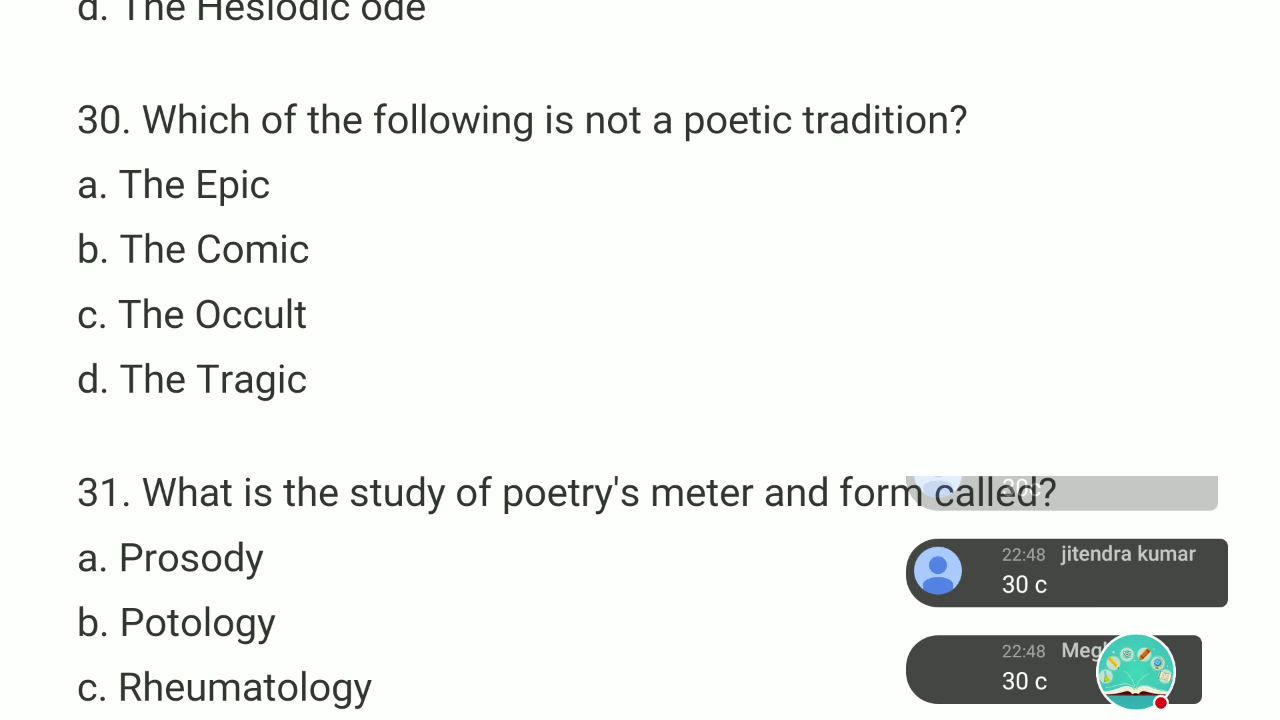 d. The Hesiodic ode
30. Which of the following is not a poetic tradition?
a. The Epic
b. The Comic
c. The Occult
d. The Tragic
31. What is the study of poetry's meter and form called?
a. Prosody
b. Potology
c. Rheumatology
22:48 jitendra kumar
30 c
22:48
30 c